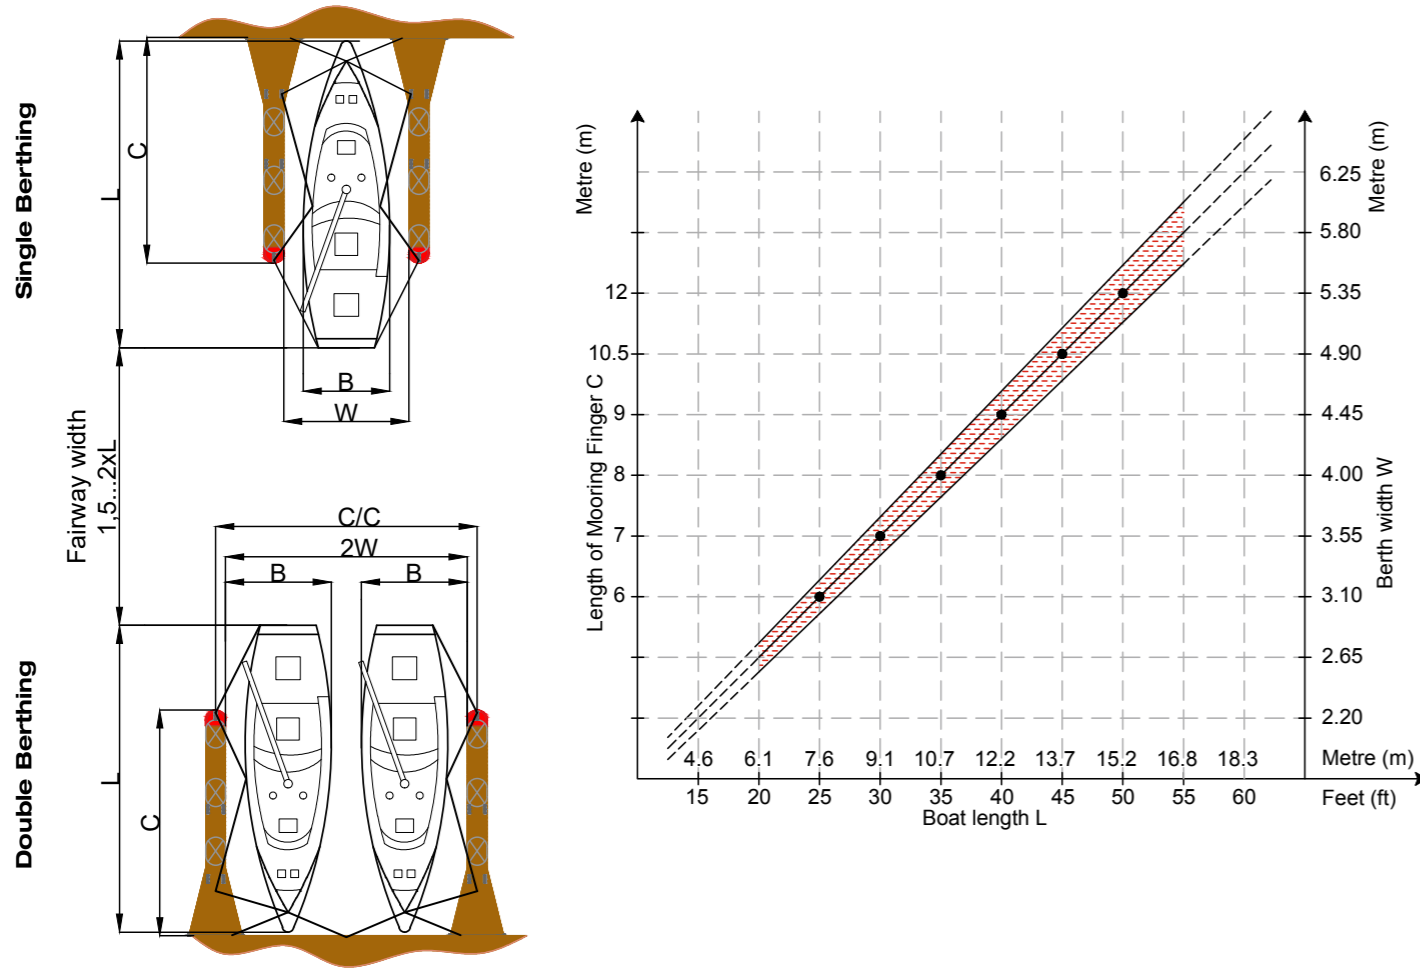 Single Berthing
C
L
B
W
Fairway width
1,5...2xL
C/C
2W
B
B
L
C
Double Berthing
Metre (m)
Length of Mooring Finger C
12
10.5
9
8
7
6
Metre (m)
Berth width W
6.25
5.80
5.35
4.90
4.45
4.00
3.55
3.10
2.65
2.20
4.6 6.1 7.6 9.1 10.7 12.2 13.7 15.2 16.8 18.3 Metre (m)
15 20 25 30 35 40 45 50 55 60 Feet (ft)
Boat length L